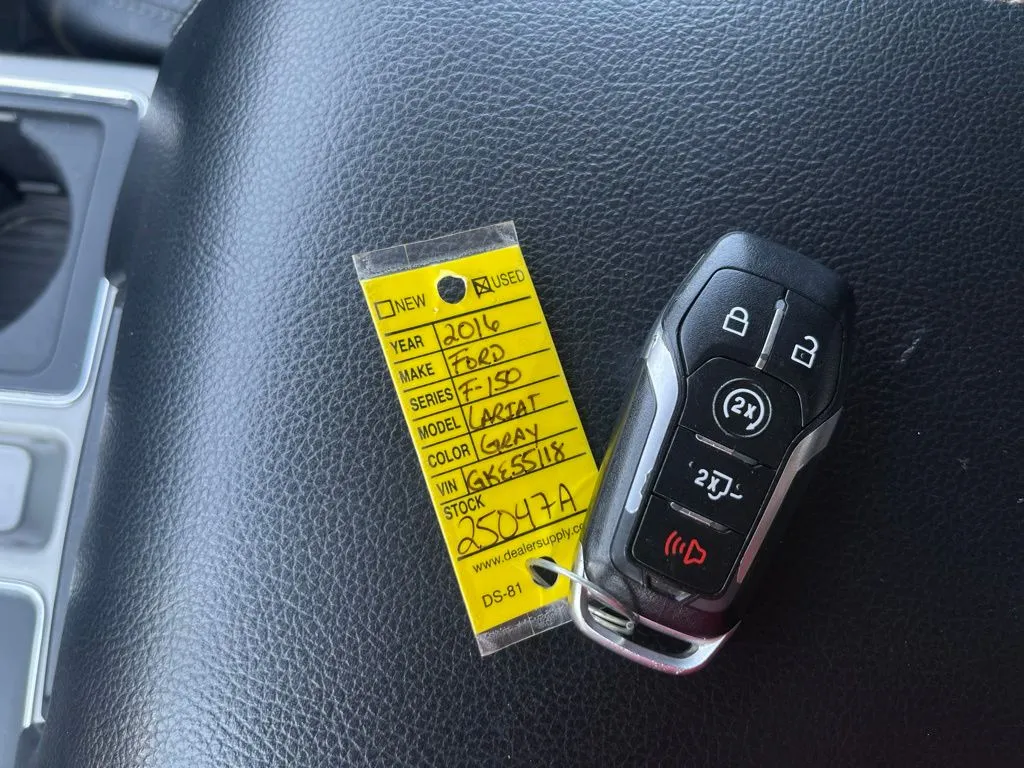 NEW USED
YEAR 2016
MAKE FORD
SERIES F-150
MODEL LARIAT
COLOR GRAY
VIN GKE55118
STOCK
25047A
www.dealersupply.co
DS-81
2x
2x